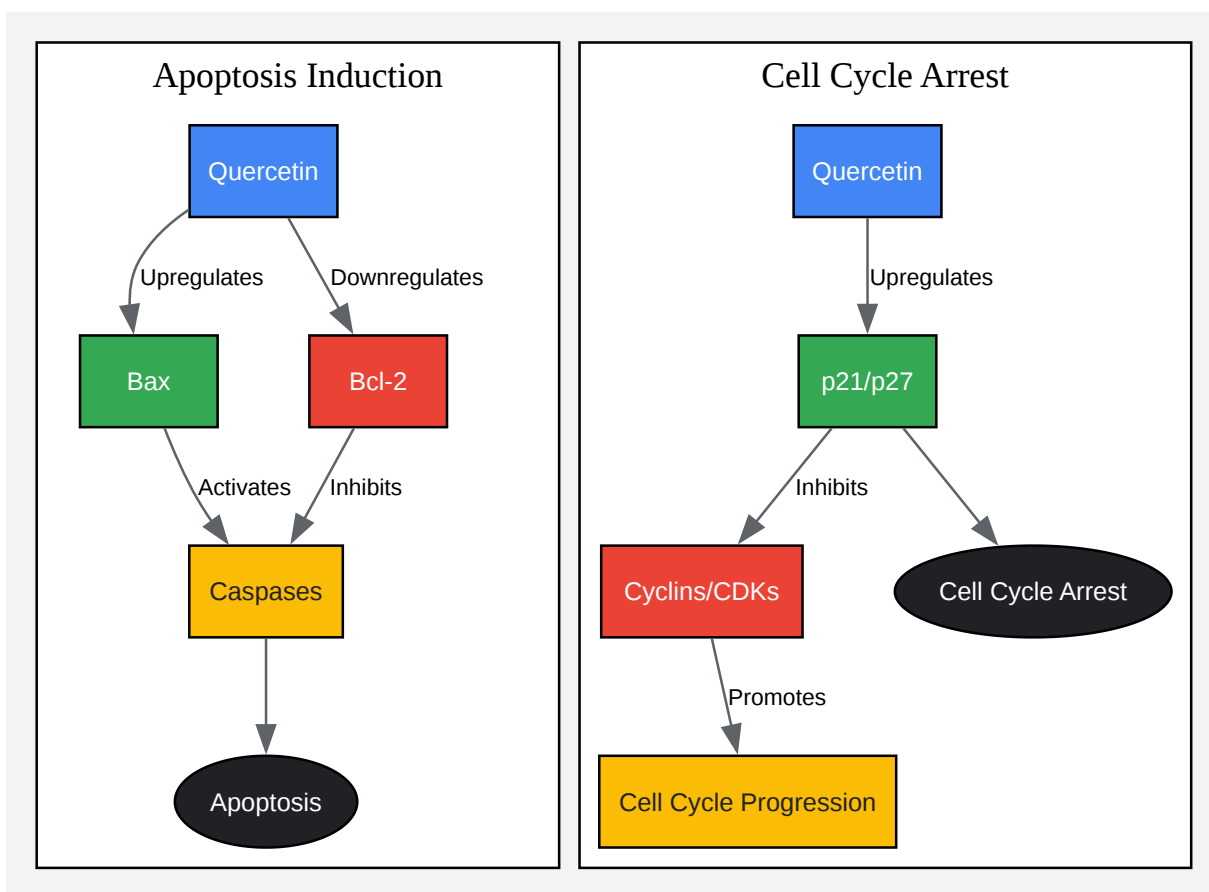 Apoptosis Induction
Quercetin
Upregulates
Downregulates
Bax
Bcl-2
Activates
Inhibits
Caspases
Apoptosis
Cell Cycle Arrest
Quercetin
Upregulates
p21/p27
Inhibits
Cyclins/CDKs
Cell Cycle Arrest
Promotes
Cell Cycle Progression